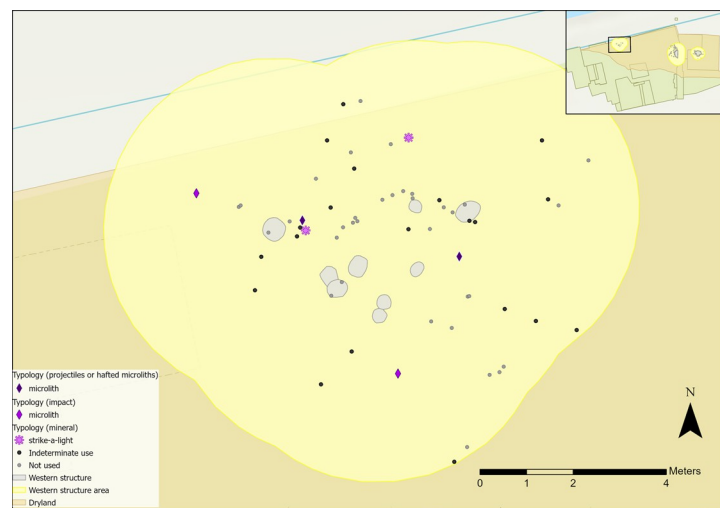 Typology (projectiles or hafted microliths)
microlith
Typology (impact)
microlith
Typology (mineral)
strike-a-light
Indeterminate use
Not used
Western structure
Western structure area
Dryland
N
Meters
0 1 2 4